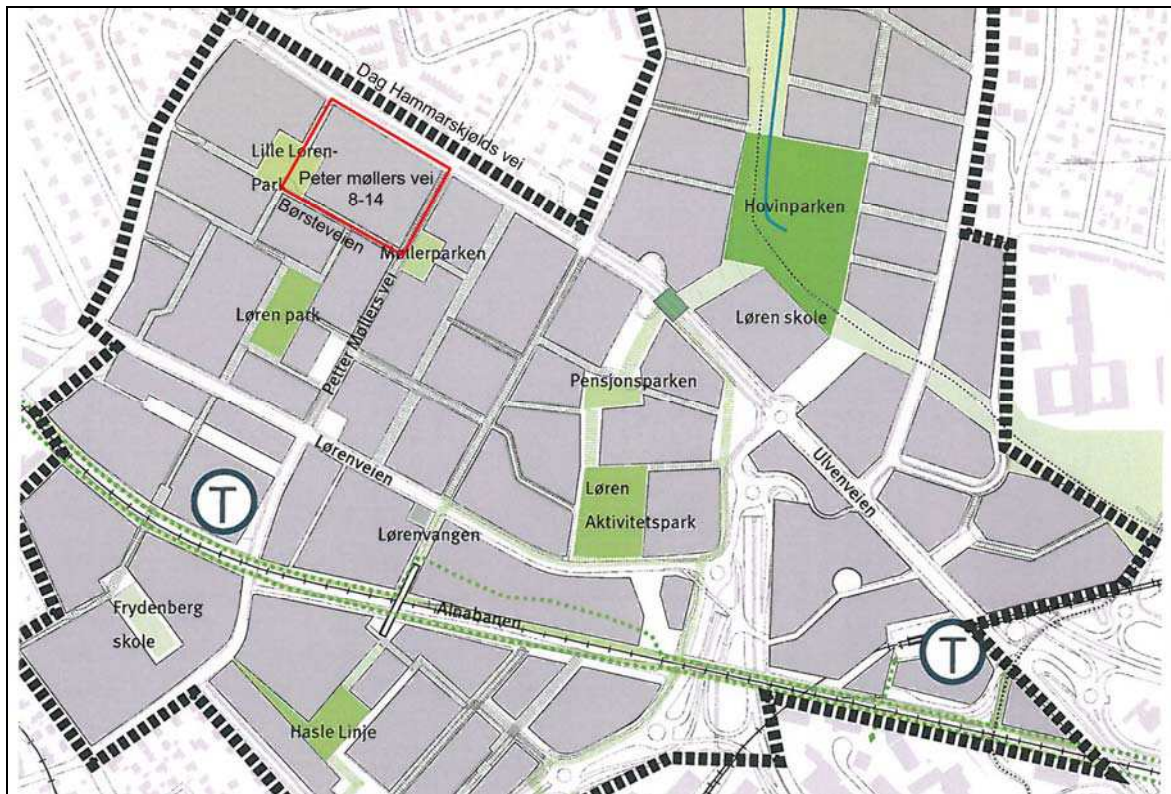 Dag Hammarskjølds vei
Lille Løren-
Park
Peter møllers vei
8-14
Børsteveien
Møllerparken
Hovinparken
Løren park
Petter Møllers vei
Løren skole
Pensjonsparken
Lørenveien
Ulvenveien
T
Løren
Aktivitetspark
Lørenvangen
Alnabanen
Frydenberg
skole
T
Hasle Linje